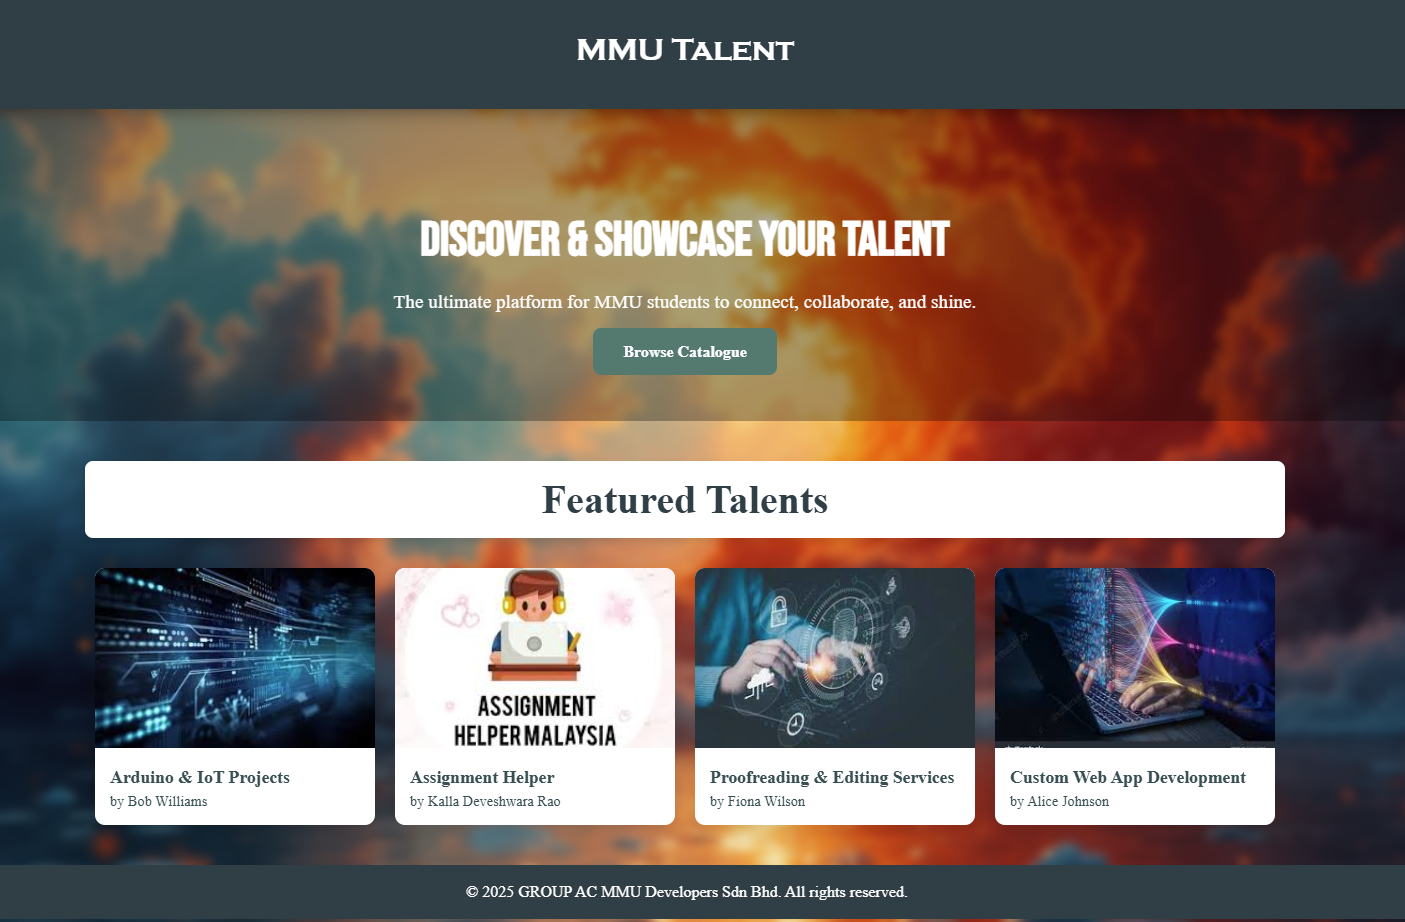 MMU Talent
DISCOVER & SHOWCASE YOUR TALENT
The ultimate platform for MMU students to connect, collaborate, and shine.
Browse Catalogue
Featured Talents
ASSIGNMENT
HELPER MALAYSIA
Arduino & IoT Projects
by Bob Williams
Assignment Helper
by Kalla Deveshwara Rao
Proofreading & Editing Services
by Fiona Wilson
Custom Web App Development
by Alice Johnson
© 2025 GROUP AC MMU Developers Sdn Bhd. All rights reserved.